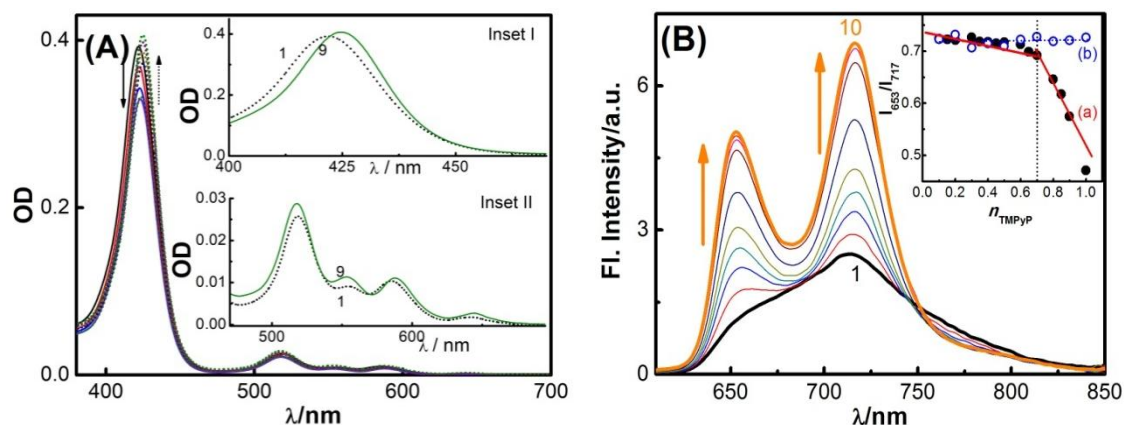 (A)
0.4
0.2
0.0
OD
400
500
600
700
λ/nm
Inset I
0.4
0.2
0.0
OD
1
9
400
425
450
λ / nm
Inset II
0.03
0.02
0.01
0.00
OD
9
1
500
600
λ / nm
(B)
6
3
0
Fl. Intensity/a.u.
10
1
650
700
750
800
850
λ/nm
0.7
0.6
0.5
I653/I717
(b)
(a)
0.0 0.2 0.4 0.6 0.8 1.0
nTMPyP